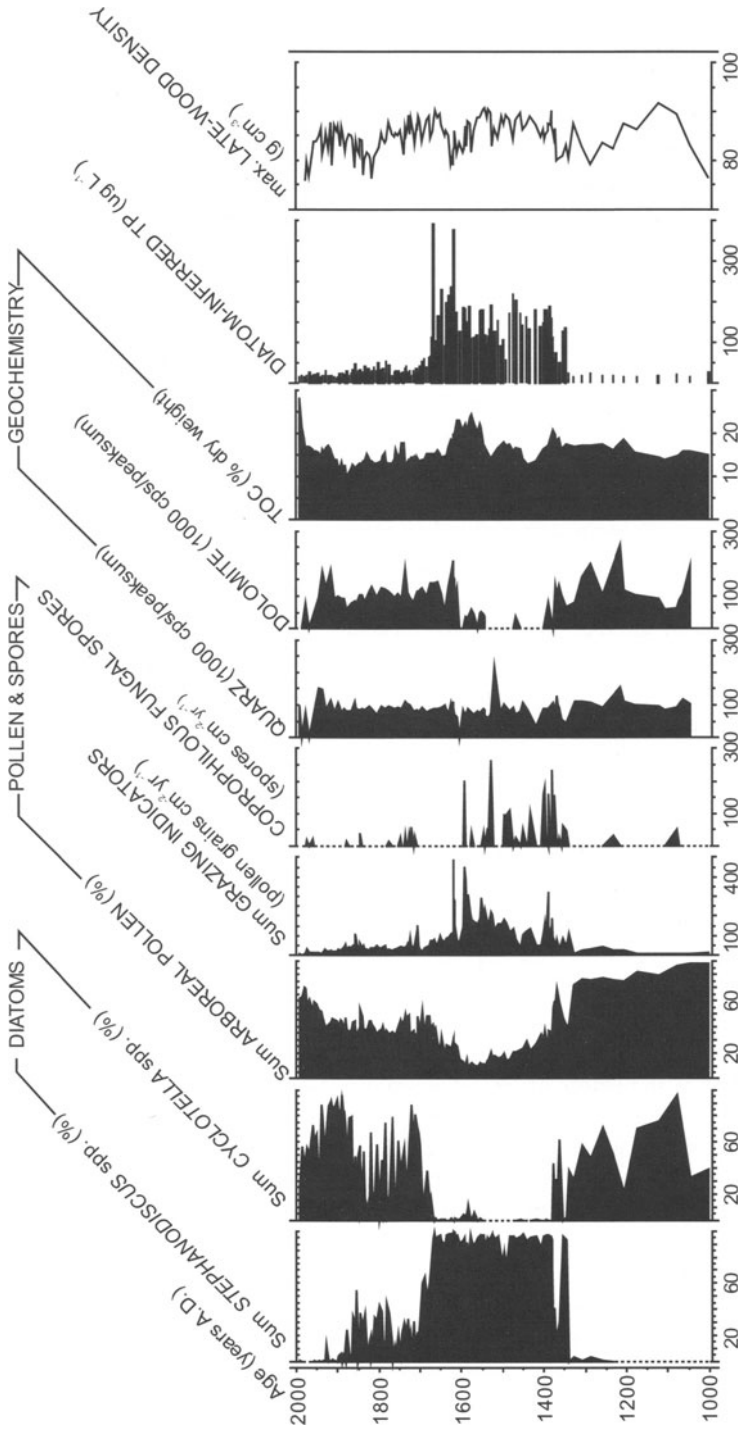 DIATOMS
POLLEN & SPORES
GEOCHEMISTRY
Age (years A.D.)
Sum STEPHANODISCUS spp. (%)
Sum CYCLOTELLA spp. (%)
Sum ARBOREAL POLLEN (%)
Sum GRAZING INDICATORS
(pollen grains cm⁻² yr⁻¹)
COPROPHILOUS FUNGAL SPORES
(spores cm⁻² yr⁻¹)
QUARZ (1000 cps/peaksum)
DOLOMITE (1000 cps/peaksum)
TOC (% dry weight)
DIATOM-INFERRED TP (ug L⁻¹)
max. LATE-WOOD DENSITY
(g cm⁻³)
2000
1800
1600
1400
1200
1000
20 60
20 60
20 60
100 400
100 300
100 300
100 300
10 20
100 300
80 100